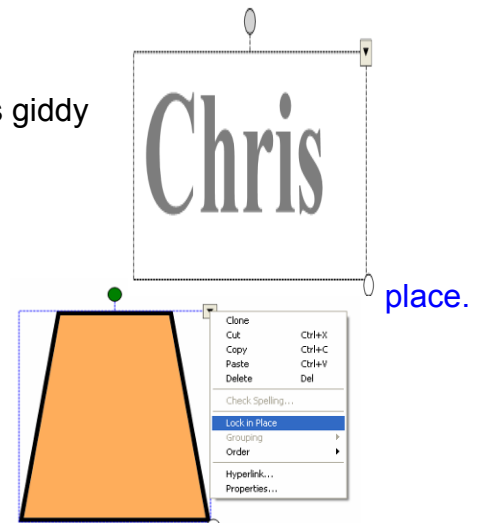 s giddy
Chris
place.
Clone
Cut Ctrl+X
Copy Ctrl+C
Paste Ctrl+V
Delete Del
Check Spelling...
Lock in Place
Grouping
Order
Hyperlink...
Properties...